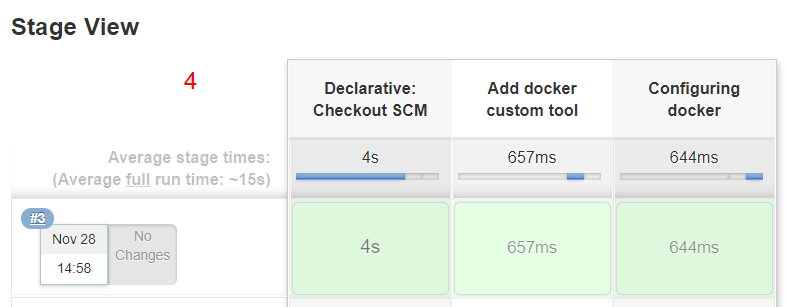 Stage View
4
Declarative:
Checkout SCM
Add docker
custom tool
Configuring
docker
Average stage times:
(Average full run time: ~15s)
4s
657ms
644ms
#3
Nov 28
14:58
No
Changes
4s
657ms
644ms